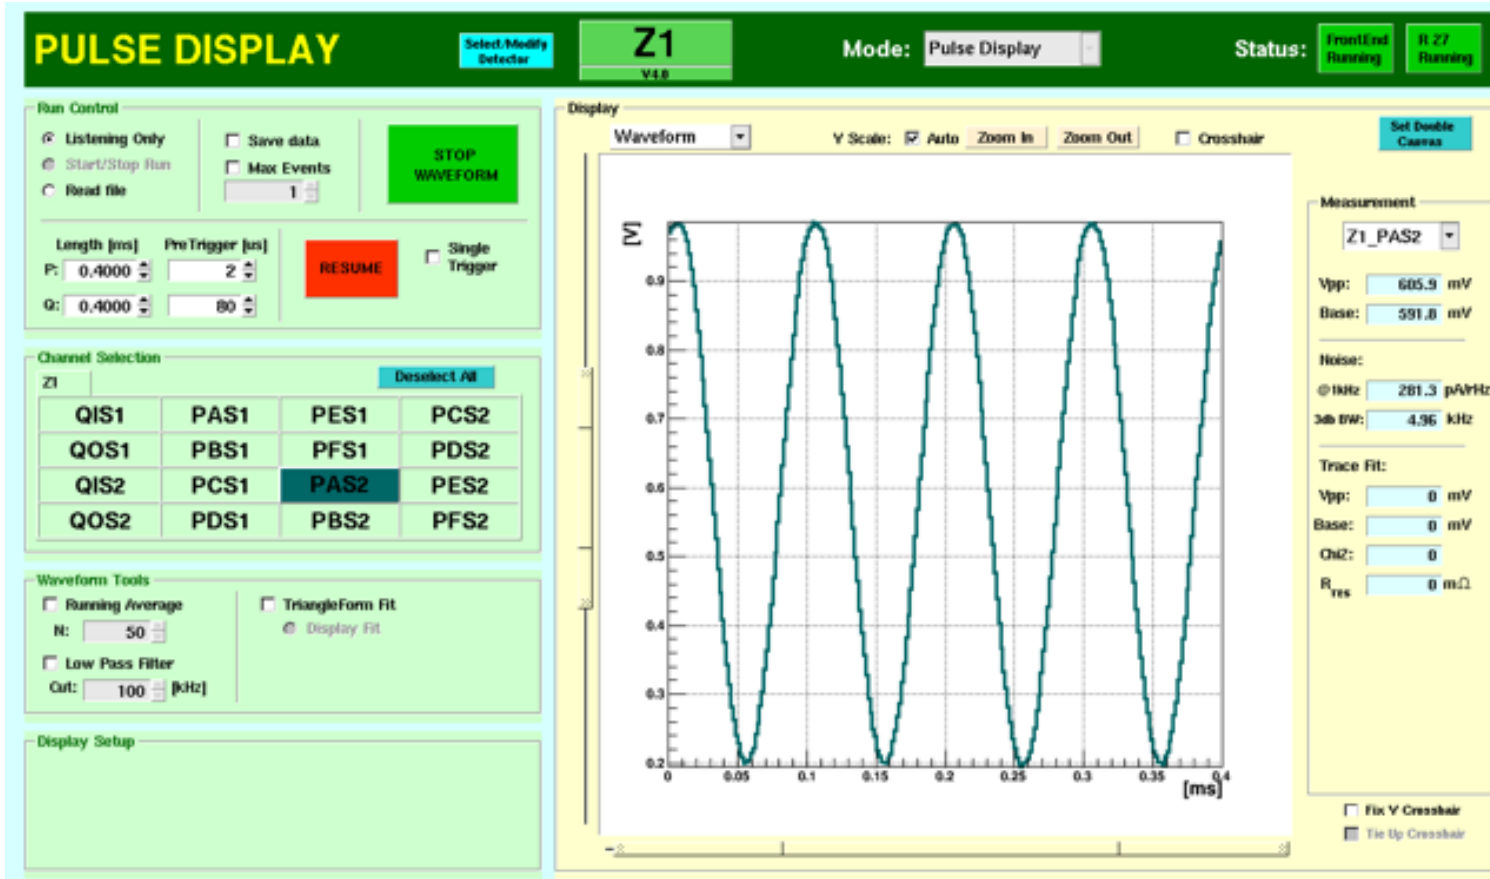 PULSE DISPLAY
Select/Modify
Detector
Z1
V4.0
Mode: Pulse Display
Status:
FrontEnd
Running
R 27
Running
Run Control
Listening Only
Start/Stop Run
Read file
Save data
Max Events
1
STOP
WAVEFORM
Length [ms] PreTrigger [us]
P: 0.4000 2
Q: 0.4000 80
RESUME
Single
Trigger
Channel Selection
Z1
Deselect All
QIS1 PAS1 PES1 PCS2
QOS1 PBS1 PFS1 PDS2
QIS2 PCS1 PAS2 PES2
QOS2 PDS1 PBS2 PFS2
Waveform Tools
Running Average
N: 50
Low Pass Filter
Cut: 100 [kHz]
TriangleForm Fit
Display Fit
Display Setup
Display
Waveform
Y Scale: Auto Zoom In Zoom Out Crosshair
Set Double
Canvas
[V]
0.9
0.8
0.7
0.6
0.5
0.4
0.3
0.2
0 0.05 0.1 0.15 0.2 0.25 0.3 0.35 0.4
[ms]
Measurement
Z1_PAS2
Vpp: 605.9 mV
Base: 591.8 mV
Noise:
@1kHz 281.3 pA/rHz
3db BW: 4.96 kHz
Trace Fit:
Vpp: 0 mV
Base: 0 mV
Chi2: 0
Rres 0 mΩ
Fix Y Crosshair
Tie Up Crosshair